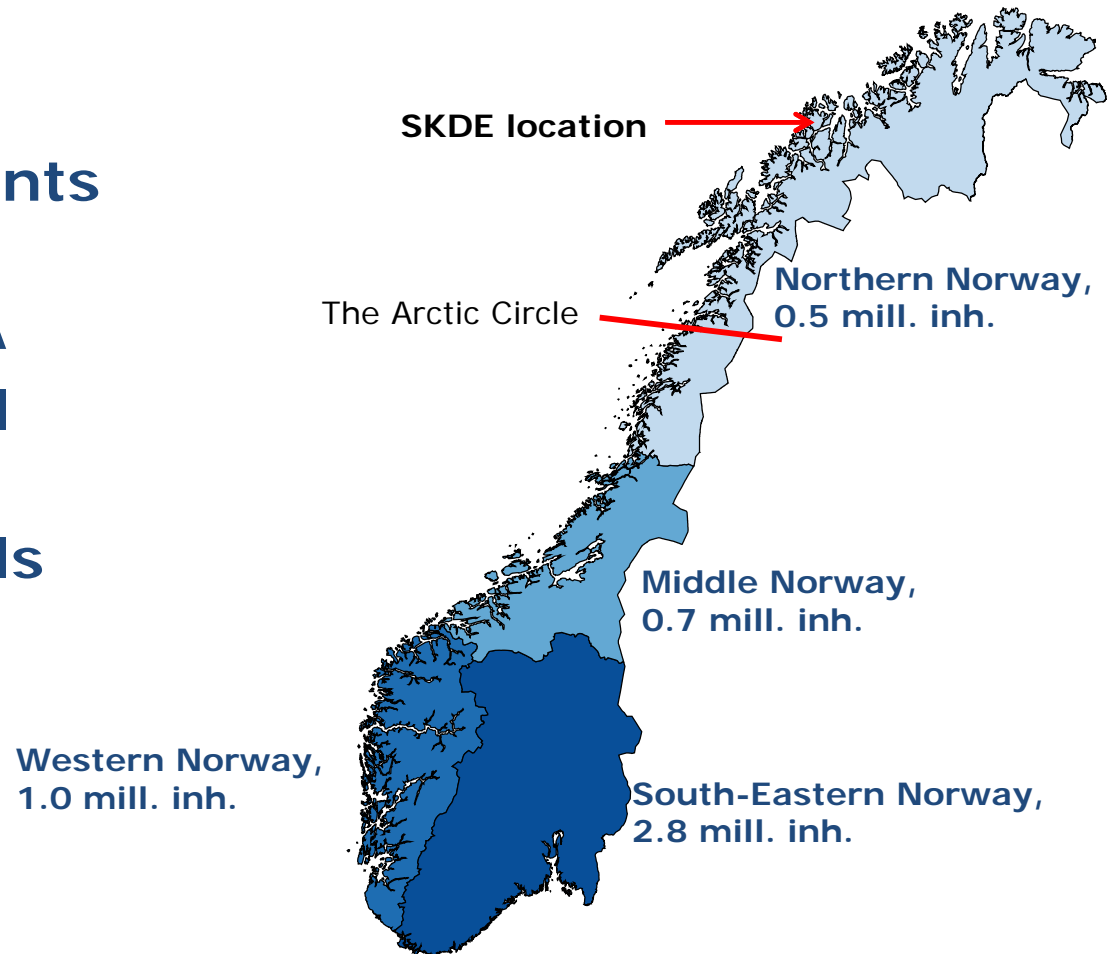 SKDE location
nts
Northern Norway,
0.5 mill. inh.
The Arctic Circle
ls
Middle Norway,
0.7 mill. inh.
Western Norway,
1.0 mill. inh.
South-Eastern Norway,
2.8 mill. inh.